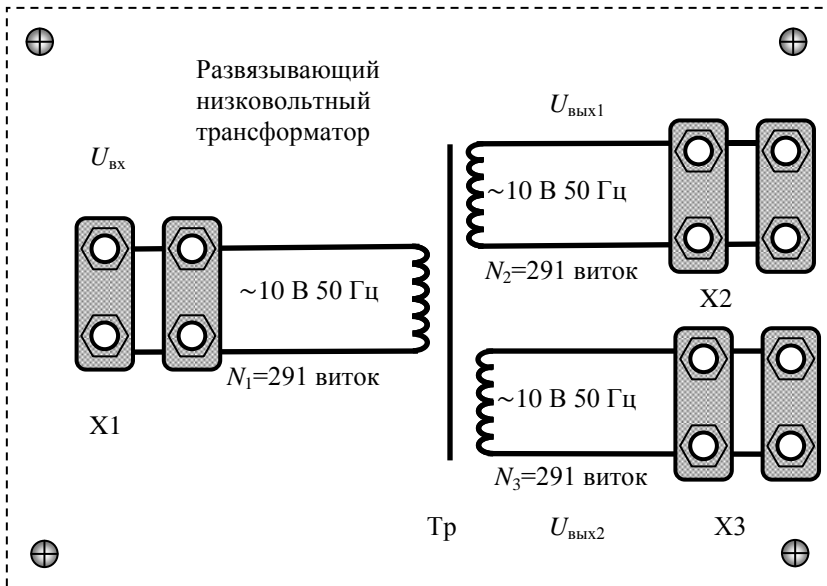 Развязывающий
низковольтный
трансформатор
Uвх
Uвых1
~10 В 50 Гц
N2=291 виток
X2
~10 В 50 Гц
N1=291 виток
X1
~10 В 50 Гц
N3=291 виток
Тр
Uвых2
X3